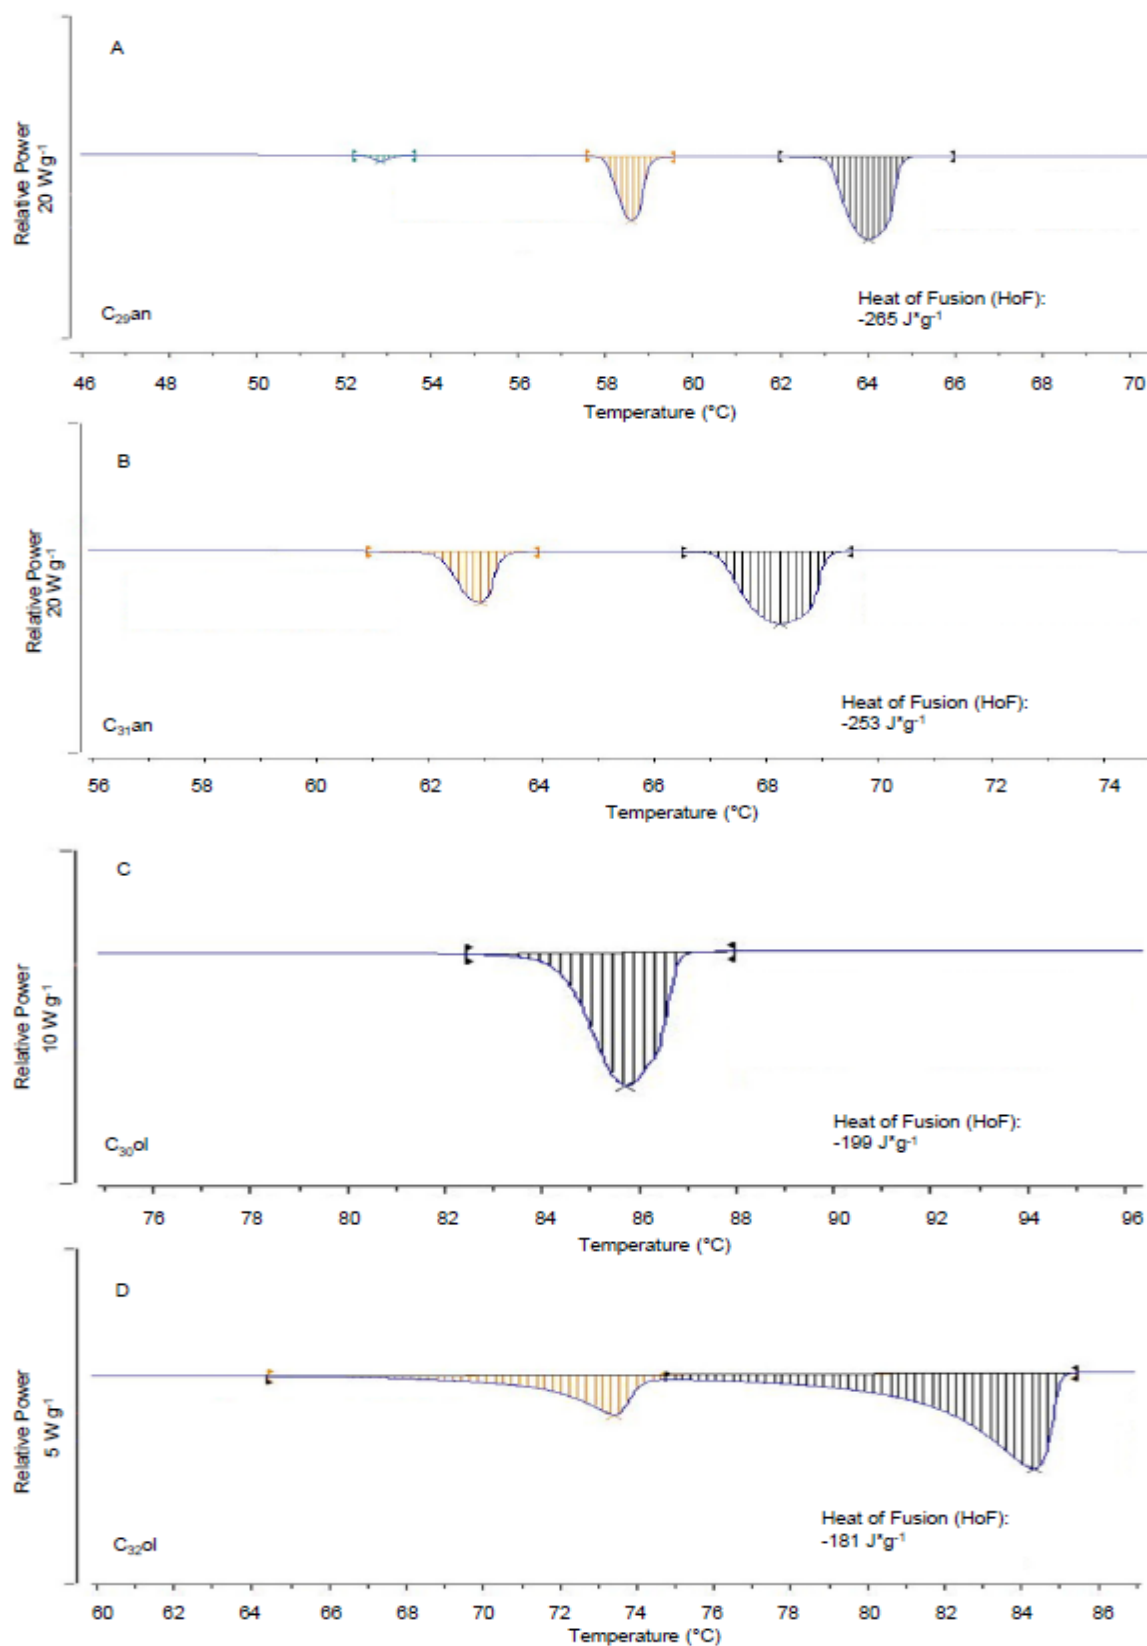 A
Relative Power
20 W g-1
C29an
Heat of Fusion (HoF):
-265 J*g-1
46 48 50 52 54 56 58 60 62 64 66 68 70
Temperature (°C)
B
Relative Power
20 W g-1
C31an
Heat of Fusion (HoF):
-253 J*g-1
56 58 60 62 64 66 68 70 72 74
Temperature (°C)
C
Relative Power
10 W g-1
C30ol
Heat of Fusion (HoF):
-199 J*g-1
76 78 80 82 84 86 88 90 92 94 96
Temperature (°C)
D
Relative Power
5 W g-1
C32ol
Heat of Fusion (HoF):
-181 J*g-1
60 62 64 66 68 70 72 74 76 78 80 82 84 86
Temperature (°C)